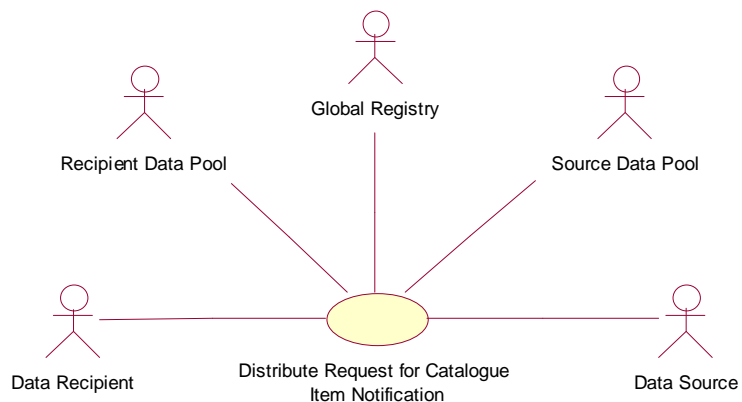 Global Registry
Recipient Data Pool
Source Data Pool
Data Recipient
Distribute Request for Catalogue
Item Notification
Data Source